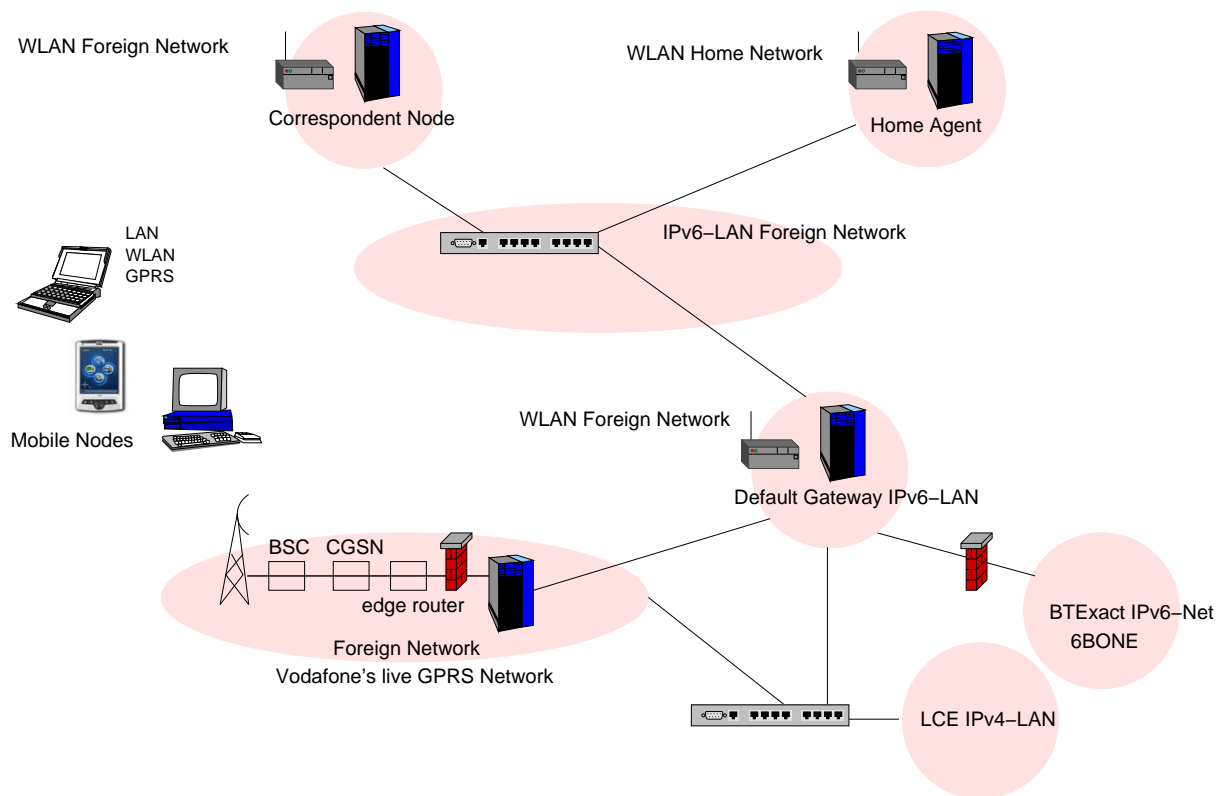 WLAN Foreign Network
WLAN Home Network
Correspondent Node
Home Agent
LAN
WLAN
GPRS
IPv6−LAN Foreign Network
Mobile Nodes
WLAN Foreign Network
Default Gateway IPv6−LAN
BSC
CGSN
edge router
Foreign Network
Vodafone's live GPRS Network
BTExact IPv6−Net
6BONE
LCE IPv4−LAN